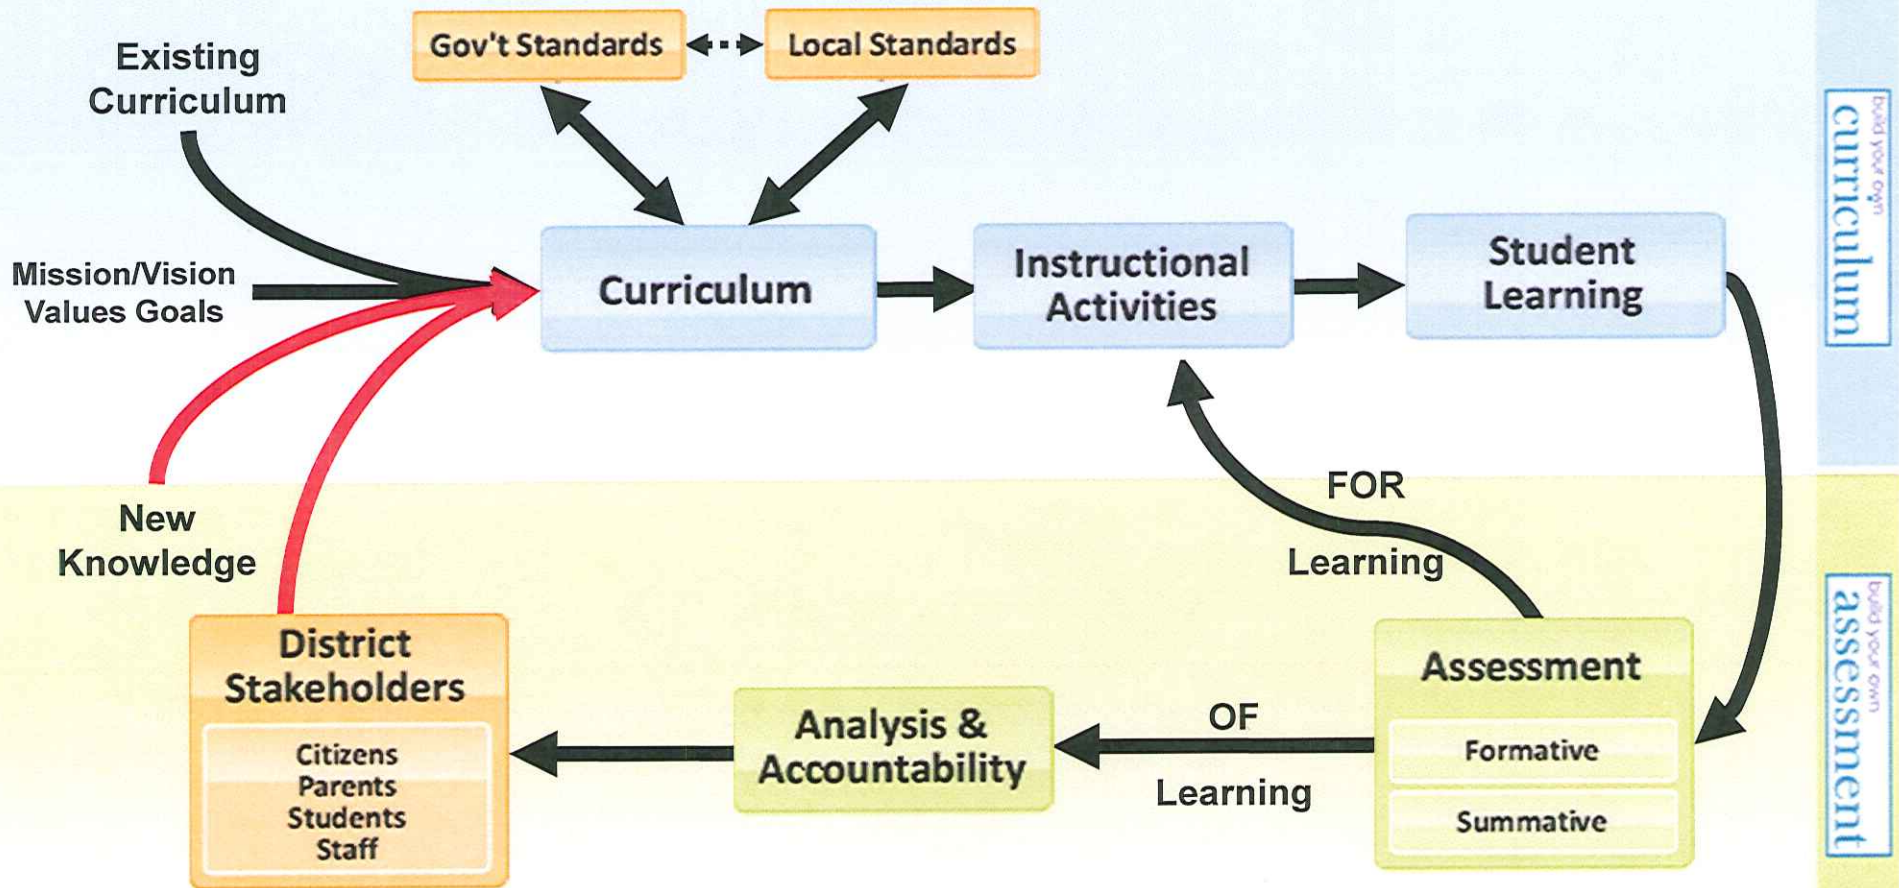 Gov't Standards
Local Standards
Existing
Curriculum
Mission/Vision
Values Goals
Curriculum
Instructional
Activities
Student
Learning
build your own
curriculum
New
Knowledge
FOR
Learning
District
Stakeholders
Citizens
Parents
Students
Staff
Analysis &
Accountability
OF
Learning
Assessment
Formative
Summative
build your own
assessment